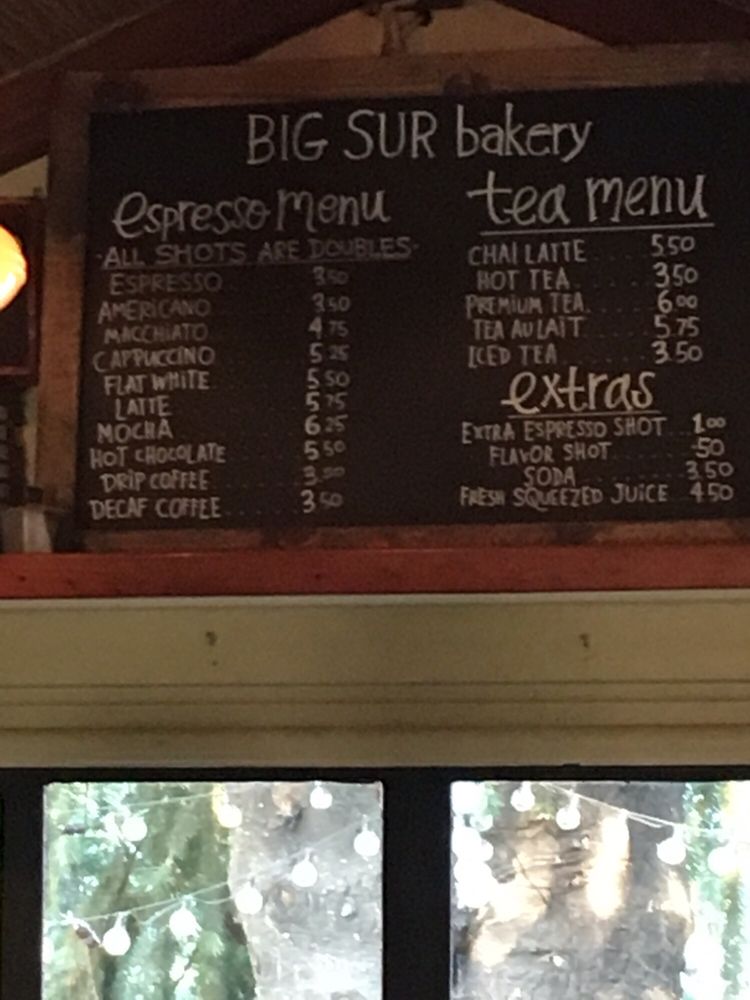 BIG SUR bakery
espresso menu
-ALL SHOTS ARE DOUBLES-
ESPRESSO 3 50
AMERICANO 3 50
MACCHIATO 4 75
CAPPUCCINO 5 25
FLAT WHITE 5 50
LATTE 5 75
MOCHA 6 25
HOT CHOCOLATE 5 50
DRIP COFFEE
DECAF COFFEE 3 50
tea menu
CHAI LATTE 5.50
HOT TEA 3.50
PREMIUM TEA 6.00
TEA AU LAIT 5.75
ICED TEA 3.50
extras
EXTRA ESPRESSO SHOT 1.00
FLAVOR SHOT .50
SODA 3.50
FRESH SQUEEZED JUICE 4.50